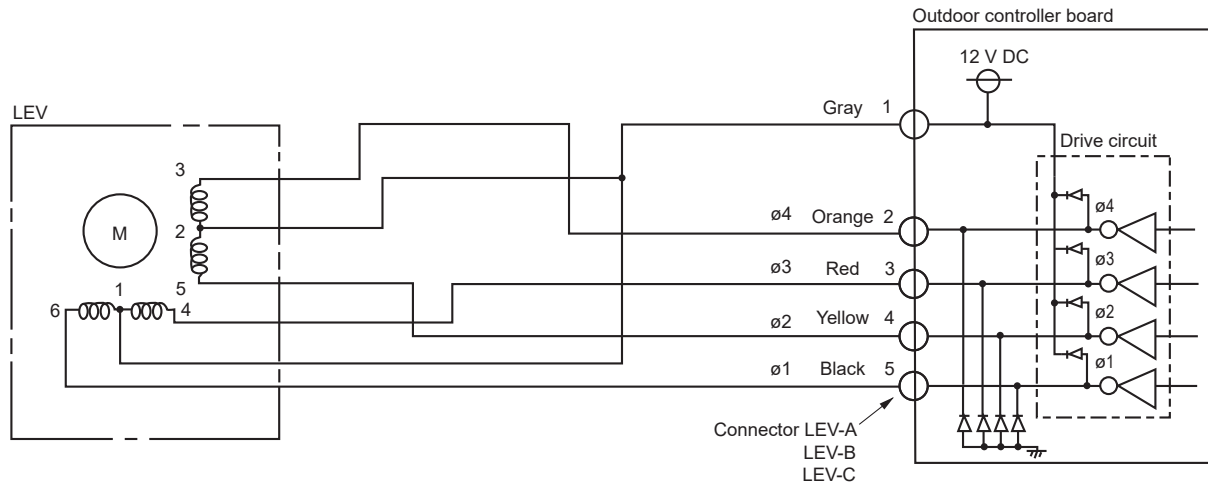 Outdoor controller board
12 V DC
LEV
Gray 1
Drive circuit
3
ø4 Orange 2
ø4
M
2
ø3 Red 3
ø3
5
1
6
4
ø2 Yellow 4
ø2
ø1 Black 5
ø1
Connector LEV-A
LEV-B
LEV-C